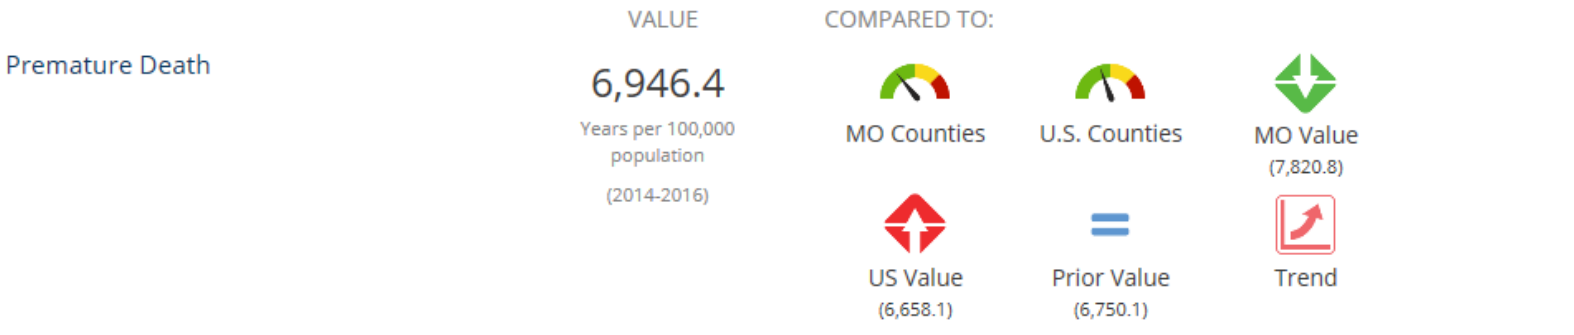 VALUE
COMPARED TO:
Premature Death
6,946.4
Years per 100,000
population
(2014-2016)
MO Counties
U.S. Counties
MO Value
(7,820.8)
US Value
(6,658.1)
Prior Value
(6,750.1)
Trend